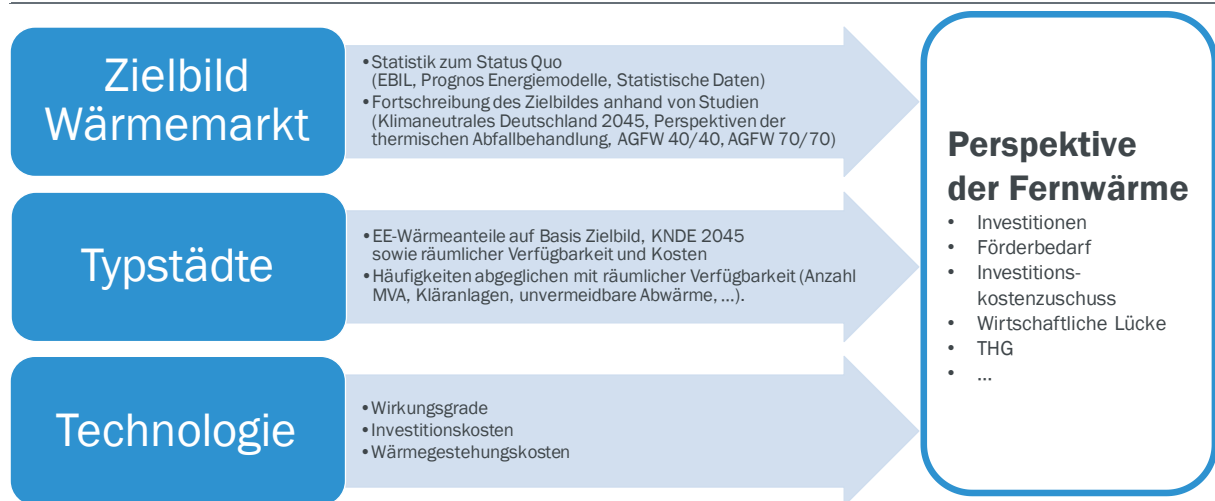 Zielbild
Wärmemarkt
•Statistik zum Status Quo
(EBIL, Prognos Energiemodelle, Statistische Daten)
•Fortschreibung des Zielbildes anhand von Studien
(Klimaneutrales Deutschland 2045, Perspektiven der
thermischen Abfallbehandlung, AGFW 40/40, AGFW 70/70)
Typstädte
•EE-Wärmeanteile auf Basis Zielbild, KNDE 2045
sowie räumlicher Verfügbarkeit und Kosten
•Häufigkeiten abgeglichen mit räumlicher Verfügbarkeit (Anzahl
MVA, Kläranlagen, unvermeidbare Abwärme, ...).
Technologie
•Wirkungsgrade
•Investitionskosten
•Wärmegestehungskosten
Perspektive
der Fernwärme
• Investitionen
• Förderbedarf
• Investitions-
kostenzuschuss
• Wirtschaftliche Lücke
• THG
• ...